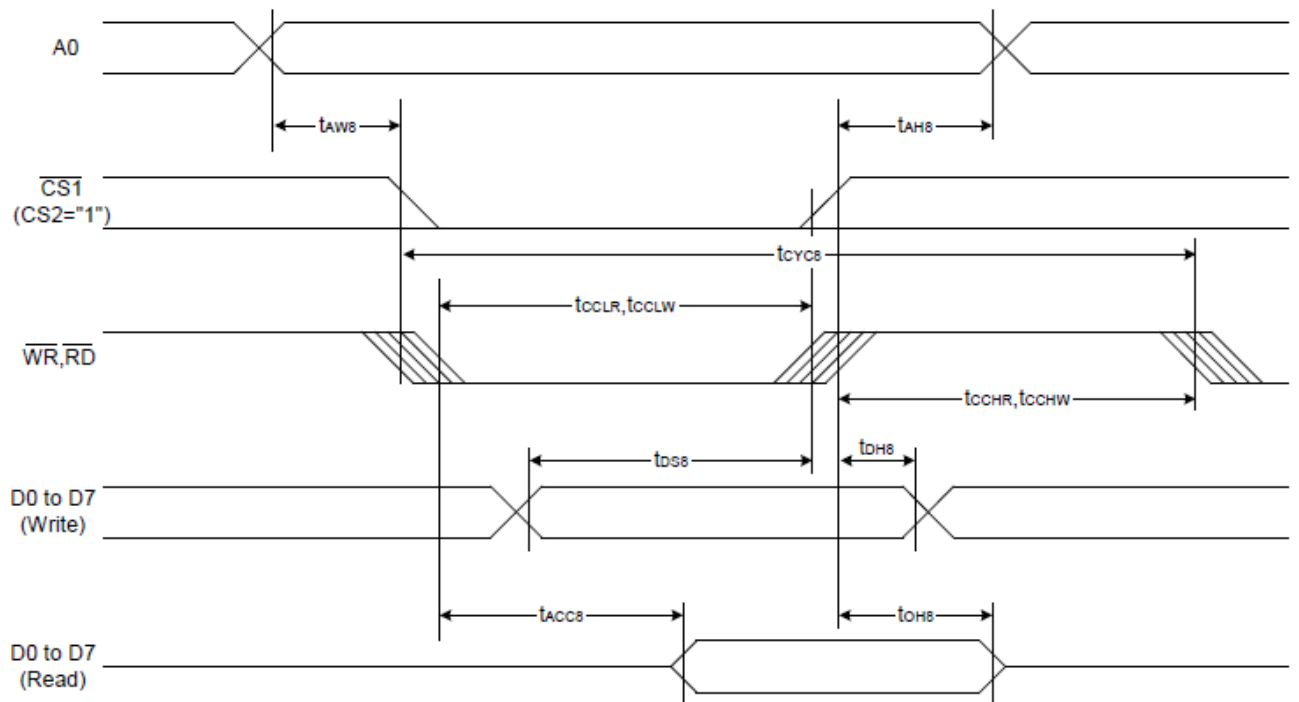 A0
tAW8
tAH8
CS1
(CS2="1")
tCYC8
tCCLR,tCCLW
WR,RD
tCCHR,tCCHW
tDS8
tDH8
D0 to D7
(Write)
tACC8
tOH8
D0 to D7
(Read)